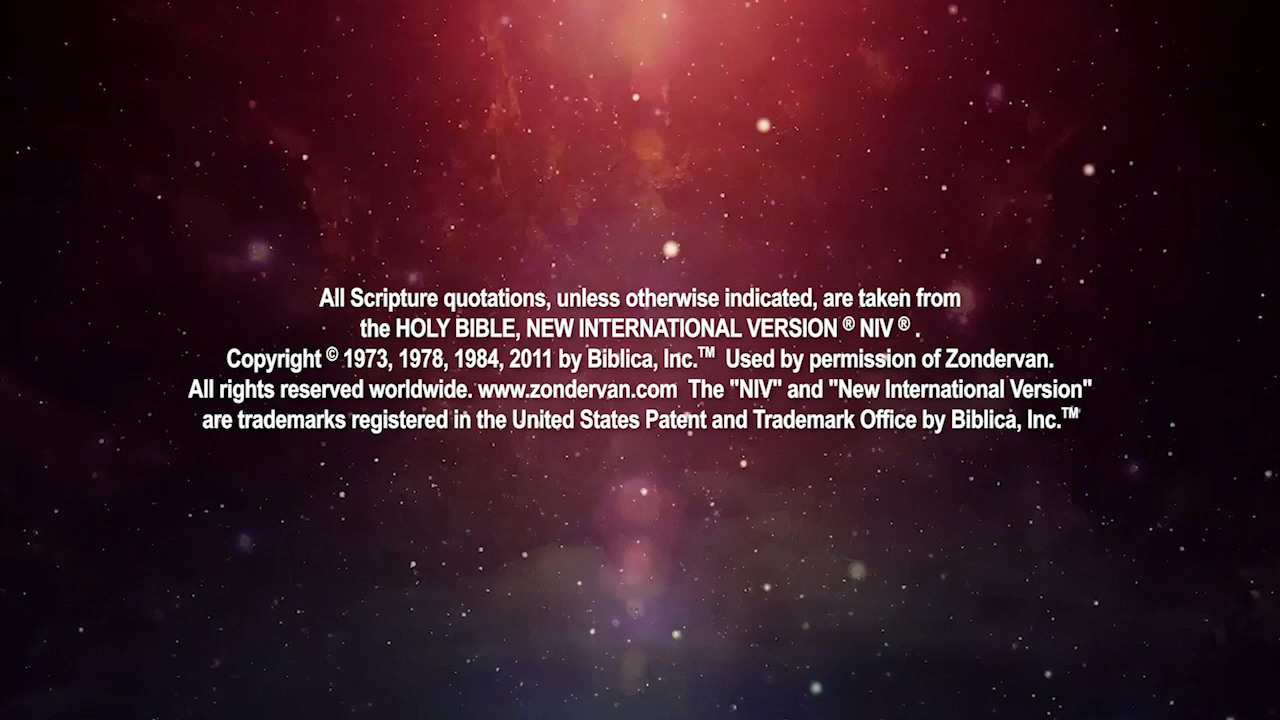 All Scripture quotations, unless otherwise indicated, are taken from
the HOLY BIBLE, NEW INTERNATIONAL VERSION ® NIV ® .
Copyright © 1973, 1978, 1984, 2011 by Biblica, Inc.™ Used by permission of Zondervan.
All rights reserved worldwide. www.zondervan.com The "NIV" and "New International Version"
are trademarks registered in the United States Patent and Trademark Office by Biblica, Inc.™